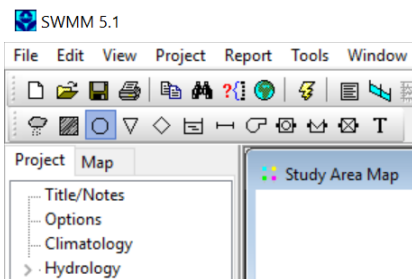 SWMM 5.1
File Edit View Project Report Tools Window
?{}
T
Project Map
Study Area Map
Title/Notes
Options
Climatology
Hydrology